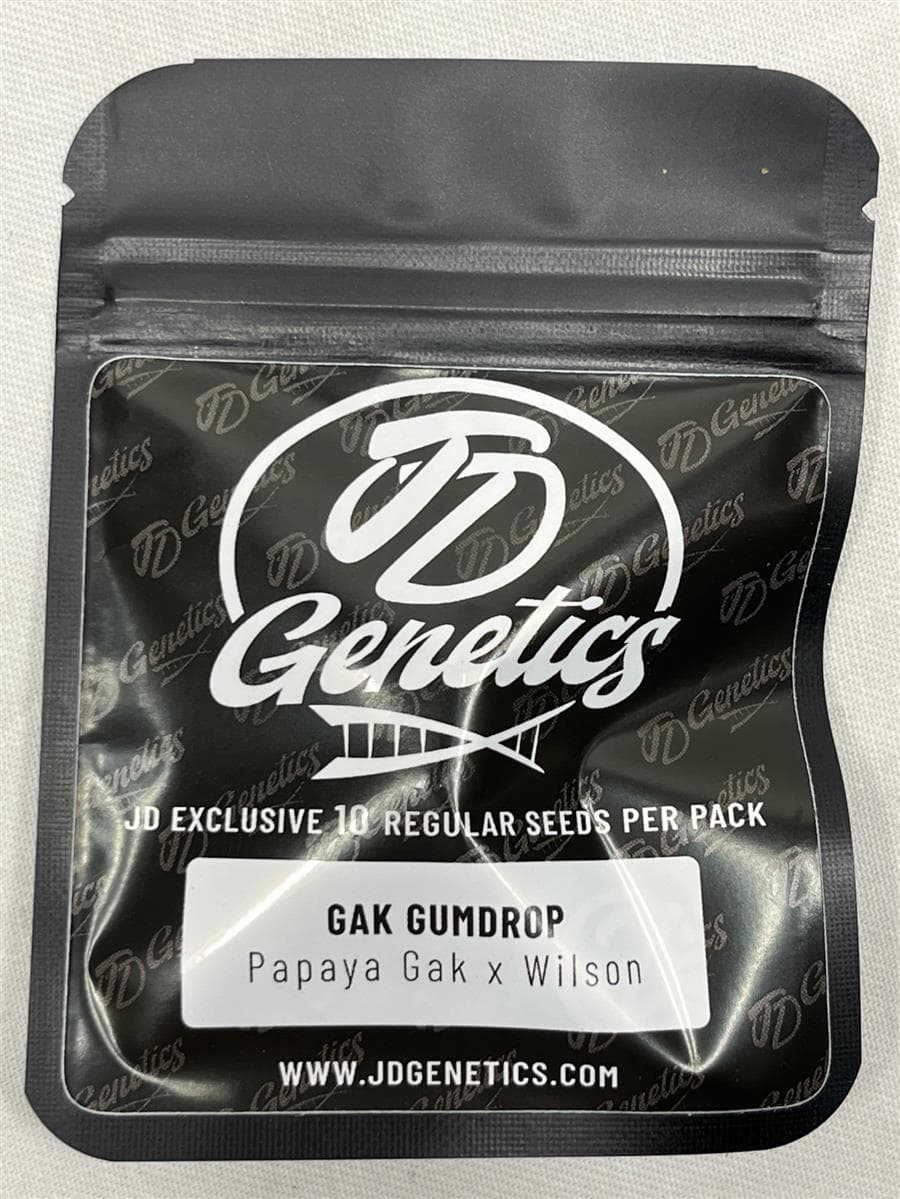 JD
Genetics
JD EXCLUSIVE 10 REGULAR SEEDS PER PACK
GAK GUMDROP
Papaya Gak x Wilson
WWW.JDGENETICS.COM